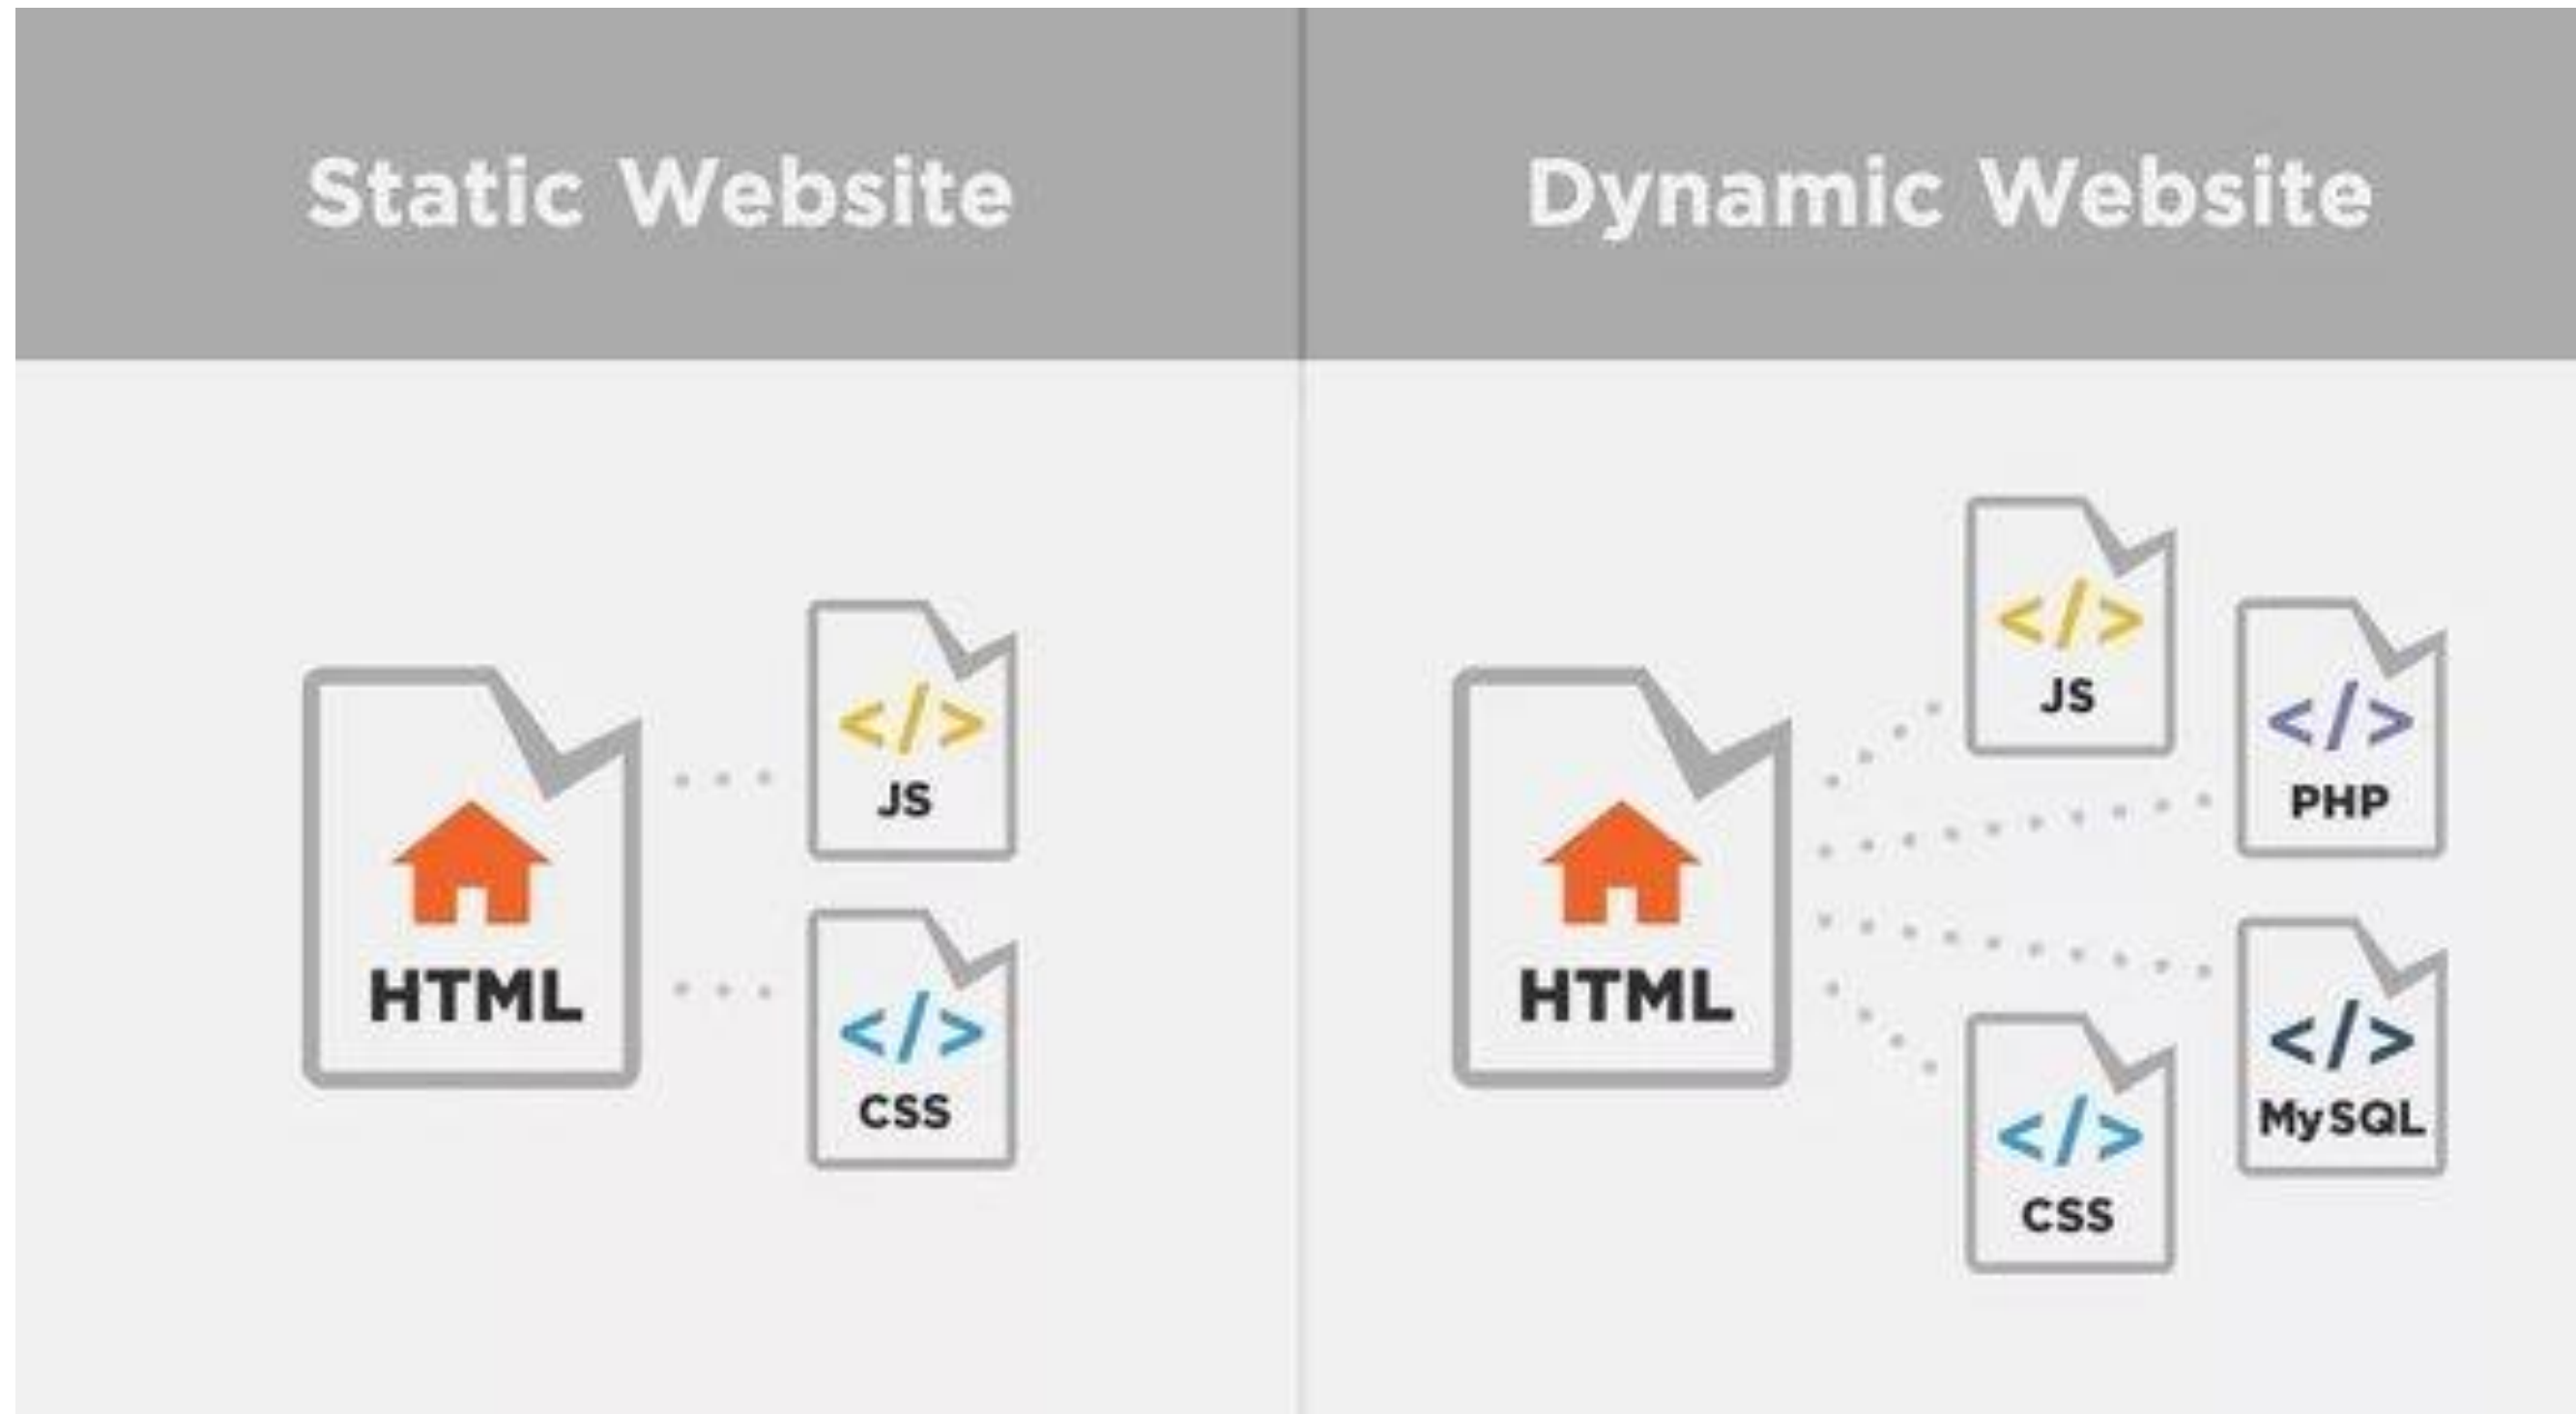 Static Website
Dynamic Website
</>
JS
HTML
</>
CSS
</>
JS
</>
PHP
HTML
</>
MySQL
</>
CSS